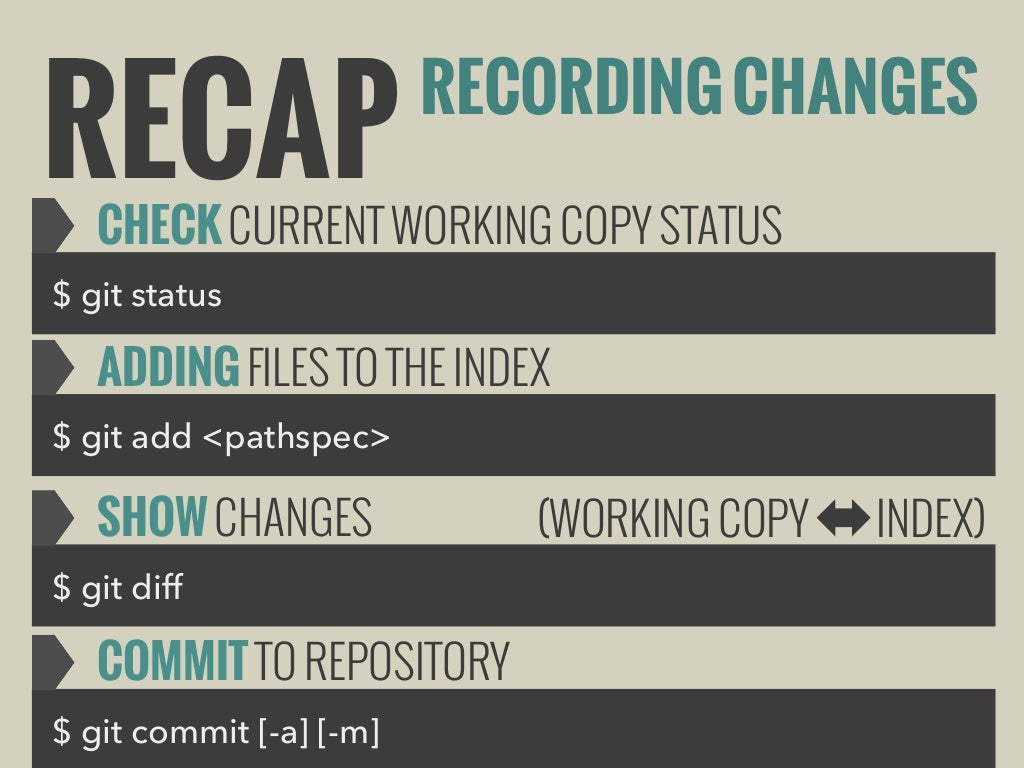 RECAP RECORDING CHANGES
CHECK CURRENT WORKING COPY STATUS
$ git status
ADDING FILES TO THE INDEX
$ git add <pathspec>
SHOW CHANGES (WORKING COPY ⬌ INDEX)
$ git diff
COMMIT TO REPOSITORY
$ git commit [-a] [-m]